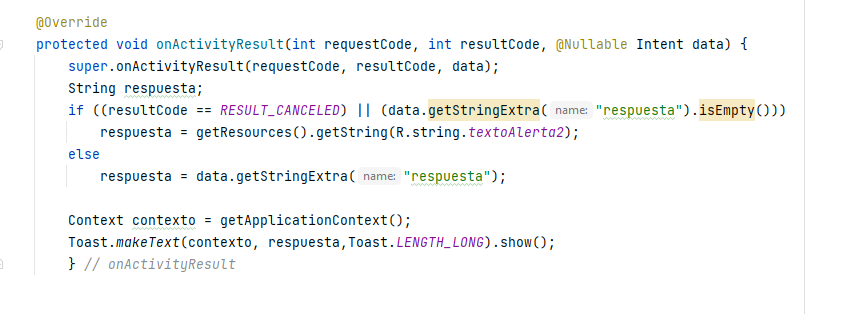 @Override
protected void onActivityResult(int requestCode, int resultCode, @Nullable Intent data) {
super.onActivityResult(requestCode, resultCode, data);
String respuesta;
if ((resultCode == RESULT_CANCELED) || (data.getStringExtra( name: "respuesta").isEmpty()))
respuesta = getResources().getString(R.string.textoAlerta2);
else
respuesta = data.getStringExtra( name: "respuesta");
Context contexto = getApplicationContext();
Toast.makeText(contexto, respuesta,Toast.LENGTH_LONG).show();
} // onActivityResult